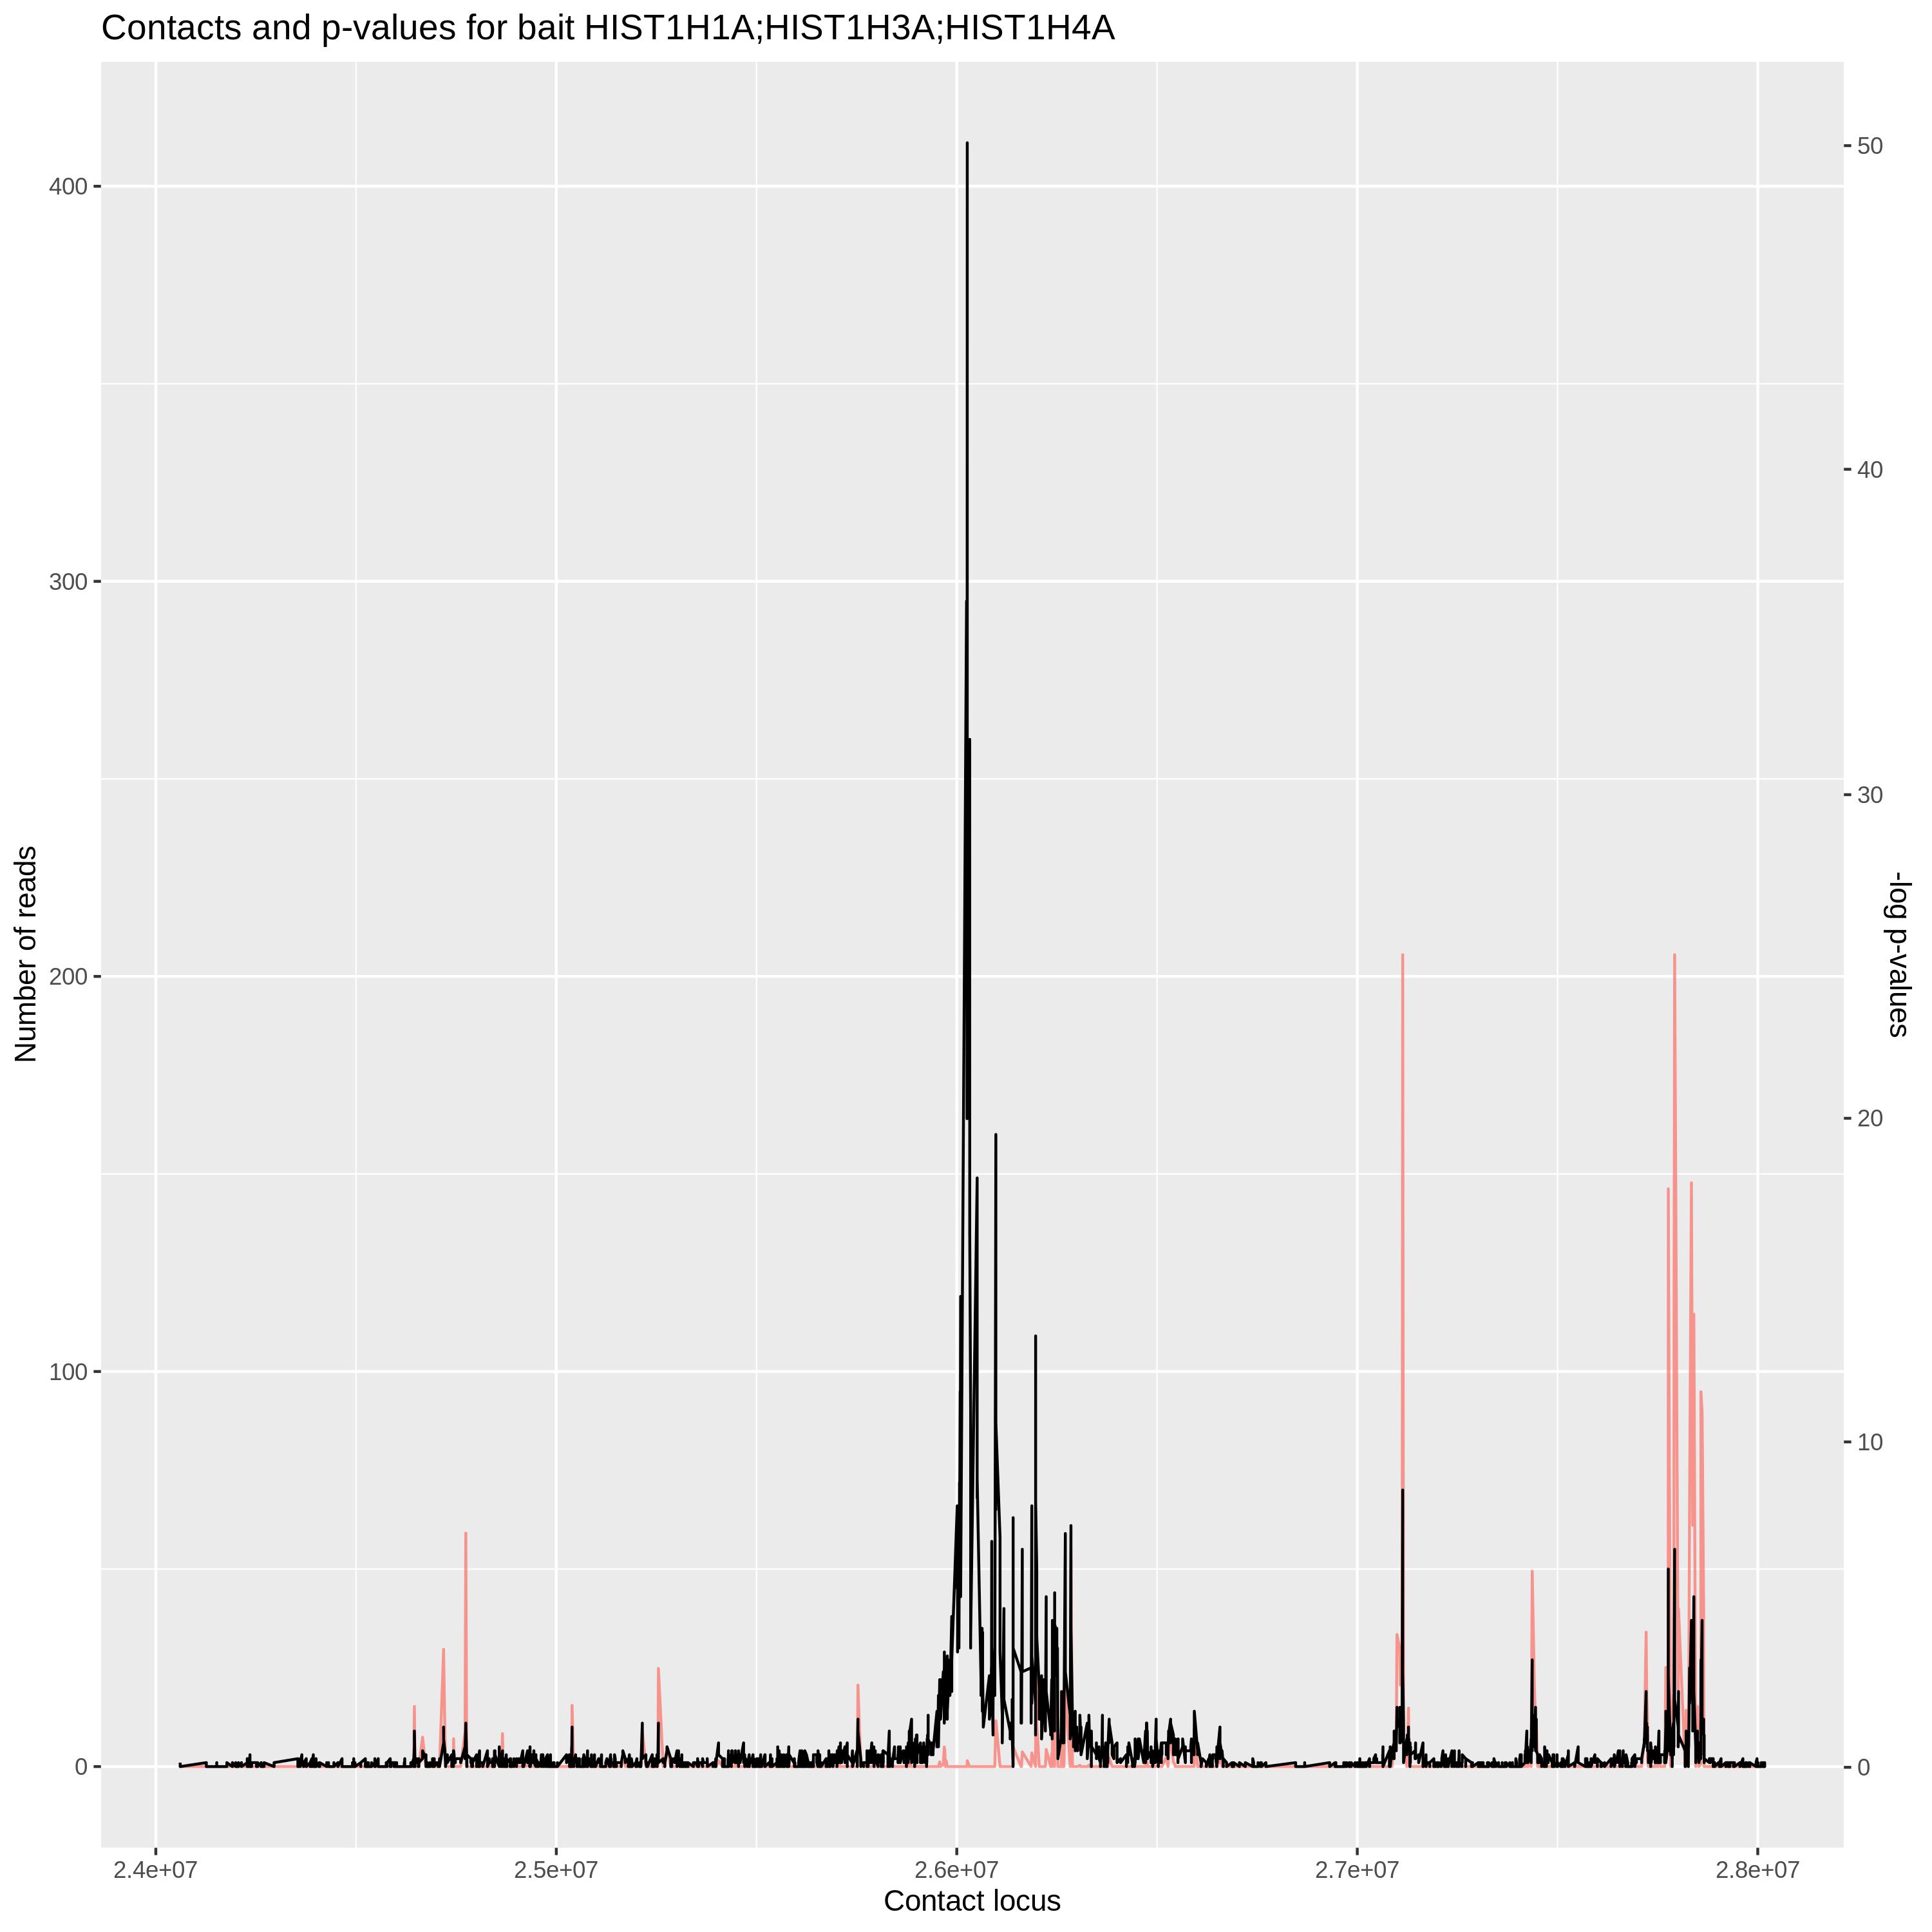 Contacts and p-values for bait HIST1H1A;HIST1H3A;HIST1H4A
400
300
200
100
0
Number of reads
50
40
30
20
10
0
-log p-values
2.4e+07
2.5e+07
2.6e+07
2.7e+07
2.8e+07
Contact locus